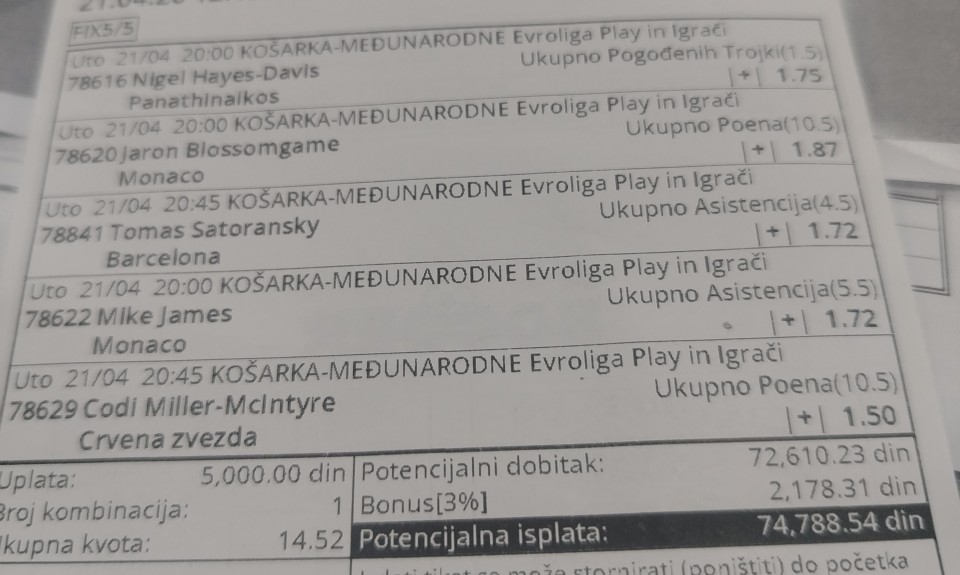 FIX5/5
Uto 21/04 20:00 KOŠARKA-MEĐUNARODNE Evroliga Play in Igrači
78616 Nigel Hayes-Davis Ukupno Pogođenih Trojki(1.5)
Panathinaikos |+| 1.75
Uto 21/04 20:00 KOŠARKA-MEĐUNARODNE Evroliga Play in Igrači
78620 Jaron Blossomgame Ukupno Poena(10.5)
Monaco |+| 1.87
Uto 21/04 20:45 KOŠARKA-MEĐUNARODNE Evroliga Play in Igrači
78841 Tomas Satoransky Ukupno Asistencija(4.5)
Barcelona |+| 1.72
Uto 21/04 20:00 KOŠARKA-MEĐUNARODNE Evroliga Play in Igrači
78622 Mike James Ukupno Asistencija(5.5)
Monaco |+| 1.72
Uto 21/04 20:45 KOŠARKA-MEĐUNARODNE Evroliga Play in Igrači
78629 Codi Miller-McIntyre Ukupno Poena(10.5)
Crvena zvezda |+| 1.50
Uplata: 5,000.00 din Potencijalni dobitak: 72,610.23 din
Broj kombinacija: 1 Bonus[3%] 2,178.31 din
kupna kvota: 14.52 Potencijalna isplata: 74,788.54 din
se može stornirati (poništiti) do početka